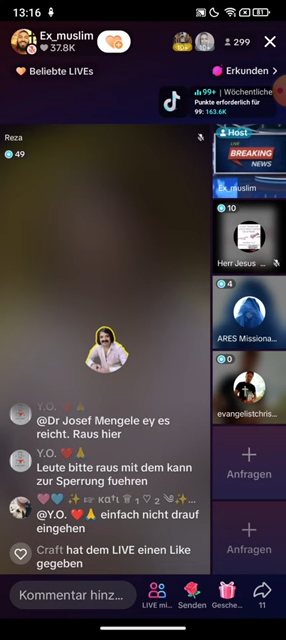 13:16
81
Ex_muslim
37.8K
299
Beliebte LIVEs
Erkunden >
99+ | Wöchentliche
Punkte erforderlich für
99: 163.6K
Reza
49
Host
LIVE
BREAKING
NEWS
Ex_muslim
10
Herr Jesus ...
4
ARES Missiona...
0
evangelistchris...
Anfragen
Anfragen
Y.O. ❤️🙏
@Dr Josef Mengele ey es
reicht. Raus hier
Y.O. ❤️🙏
Leute bitte raus mit dem kann
zur Sperrung fuehren
@Y.O. ❤️🙏 einfach nicht drauf
eingehen
Craft hat dem LIVE einen Like
gegeben
Kommentar hinz...
LIVE mi...
Senden
Gesche...
11